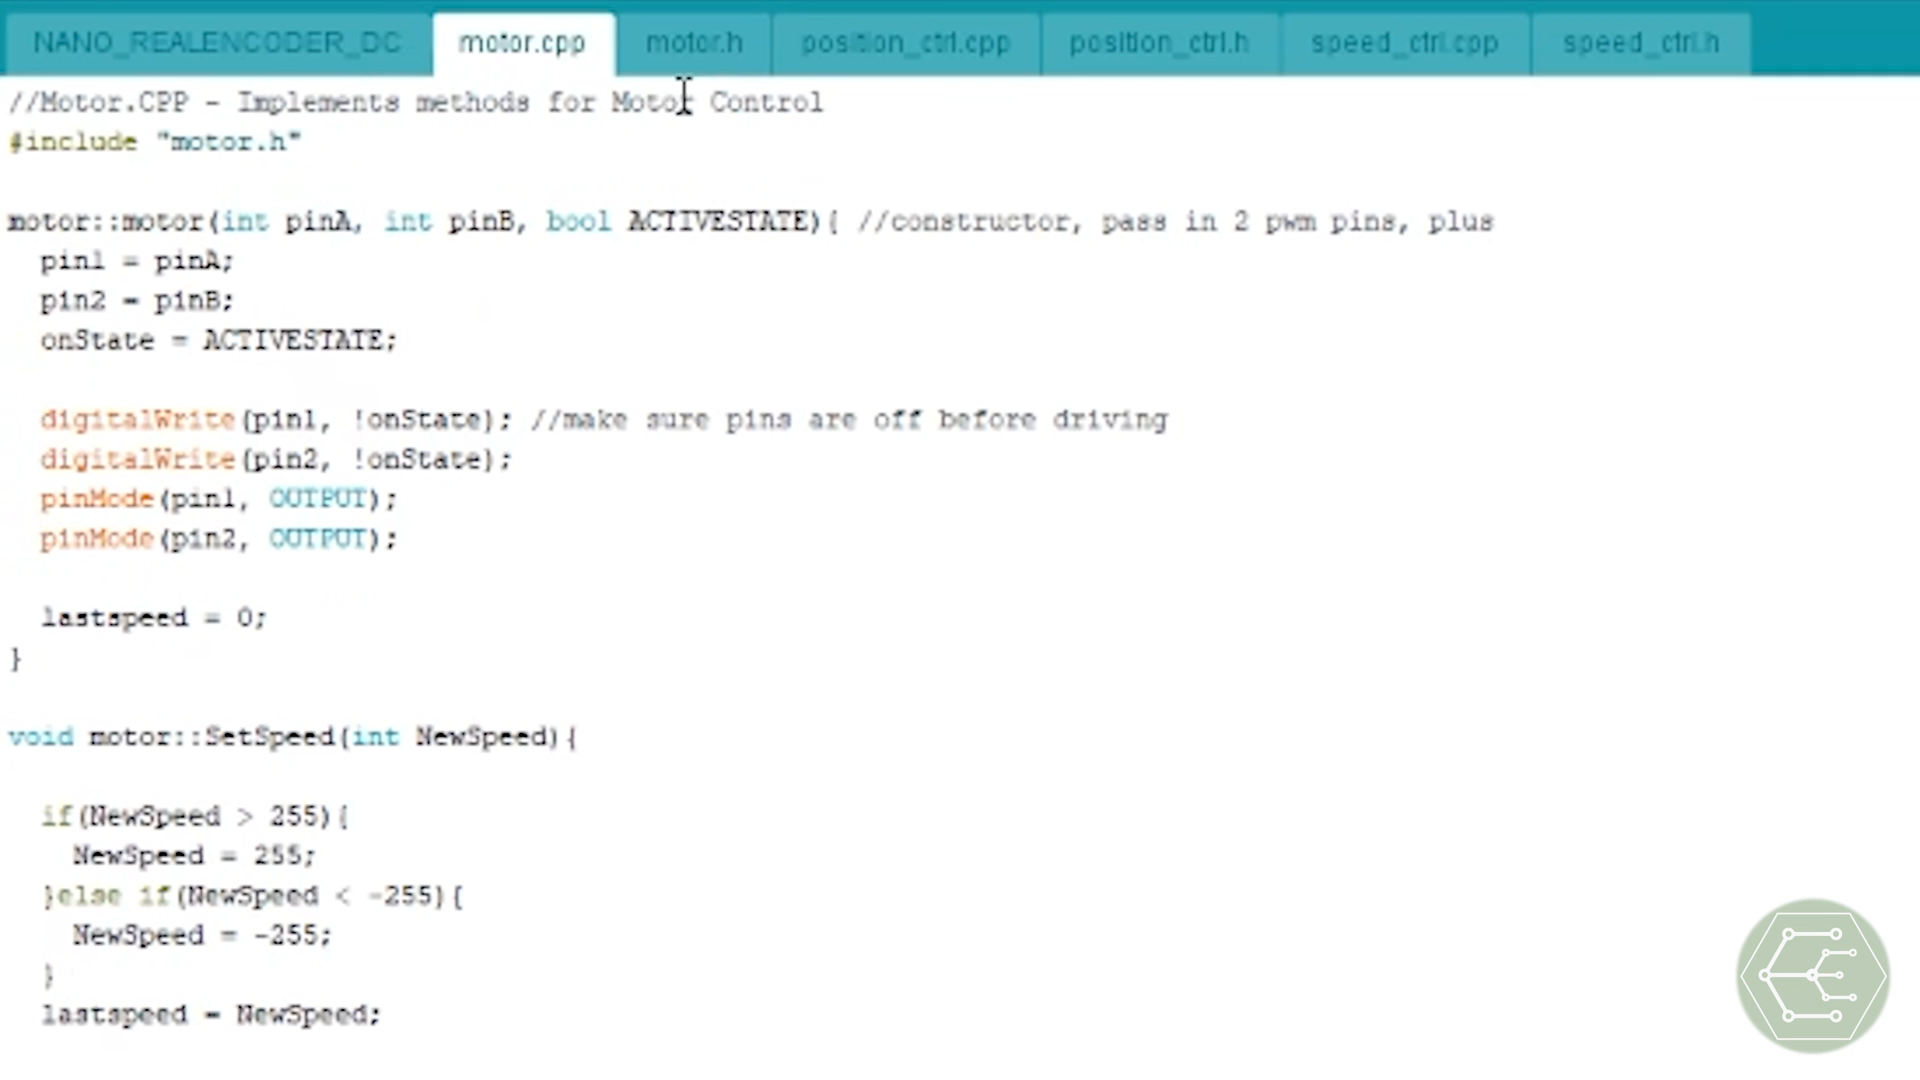 NANO_REALENCODER_DC motor.cpp motor.h position_ctrl.cpp position_ctrl.h speed_ctrl.cpp speed_ctrl.h
//Motor.CPP - Implements methods for Motor Control
#include "motor.h"
motor::motor(int pinA, int pinB, bool ACTIVESTATE){ //constructor, pass in 2 pwm pins, plus
pin1 = pinA;
pin2 = pinB;
onState = ACTIVESTATE;
digitalWrite(pin1, !onState); //make sure pins are off before driving
digitalWrite(pin2, !onState);
pinMode(pin1, OUTPUT);
pinMode(pin2, OUTPUT);
lastspeed = 0;
}
void motor::SetSpeed(int NewSpeed){
if(NewSpeed > 255){
NewSpeed = 255;
}else if(NewSpeed < -255){
NewSpeed = -255;
}
lastspeed = NewSpeed;